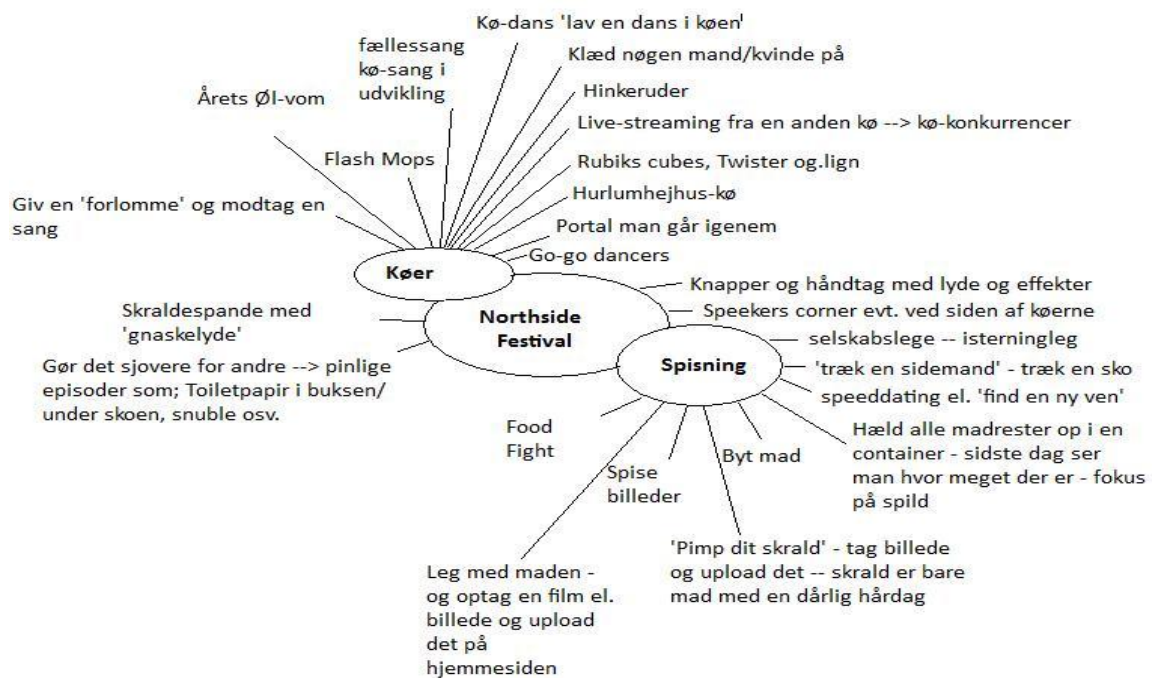 Kø-dans 'lav en dans i køen'
fællessang
kø-sang i
udvikling
Klæd nøgen mand/kvinde på
Årets Øl-vom
Hinkeruder
Live-streaming fra en anden kø --> kø-konkurrencer
Flash Mops
Rubiks cubes, Twister og.lign
Hurlumhejhus-kø
Giv en 'forlomme' og modtag en
sang
Portal man går igenem
Go-go dancers
Køer
Knapper og håndtag med lyde og effekter
Skraldespande med
'gnaskelyde'
Northside
Festival
Speekers corner evt. ved siden af køerne
selskabslege -- isterningleg
Gør det sjovere for andre --> pinlige
episoder som; Toiletpapir i buksen/
under skoen, snuble osv.
Spisning
'træk en sidemand' - træk en sko
speeddating el. 'find en ny ven'
Food
Fight
Hæld alle madrester op i en
container - sidste dag ser
man hvor meget der er - fokus
på spild
Byt mad
Spise
billeder
'Pimp dit skrald' - tag billede
og upload det -- skrald er bare
mad med en dårlig hårdag
Leg med maden -
og optag en film el.
billede og upload
det på
hjemmesiden